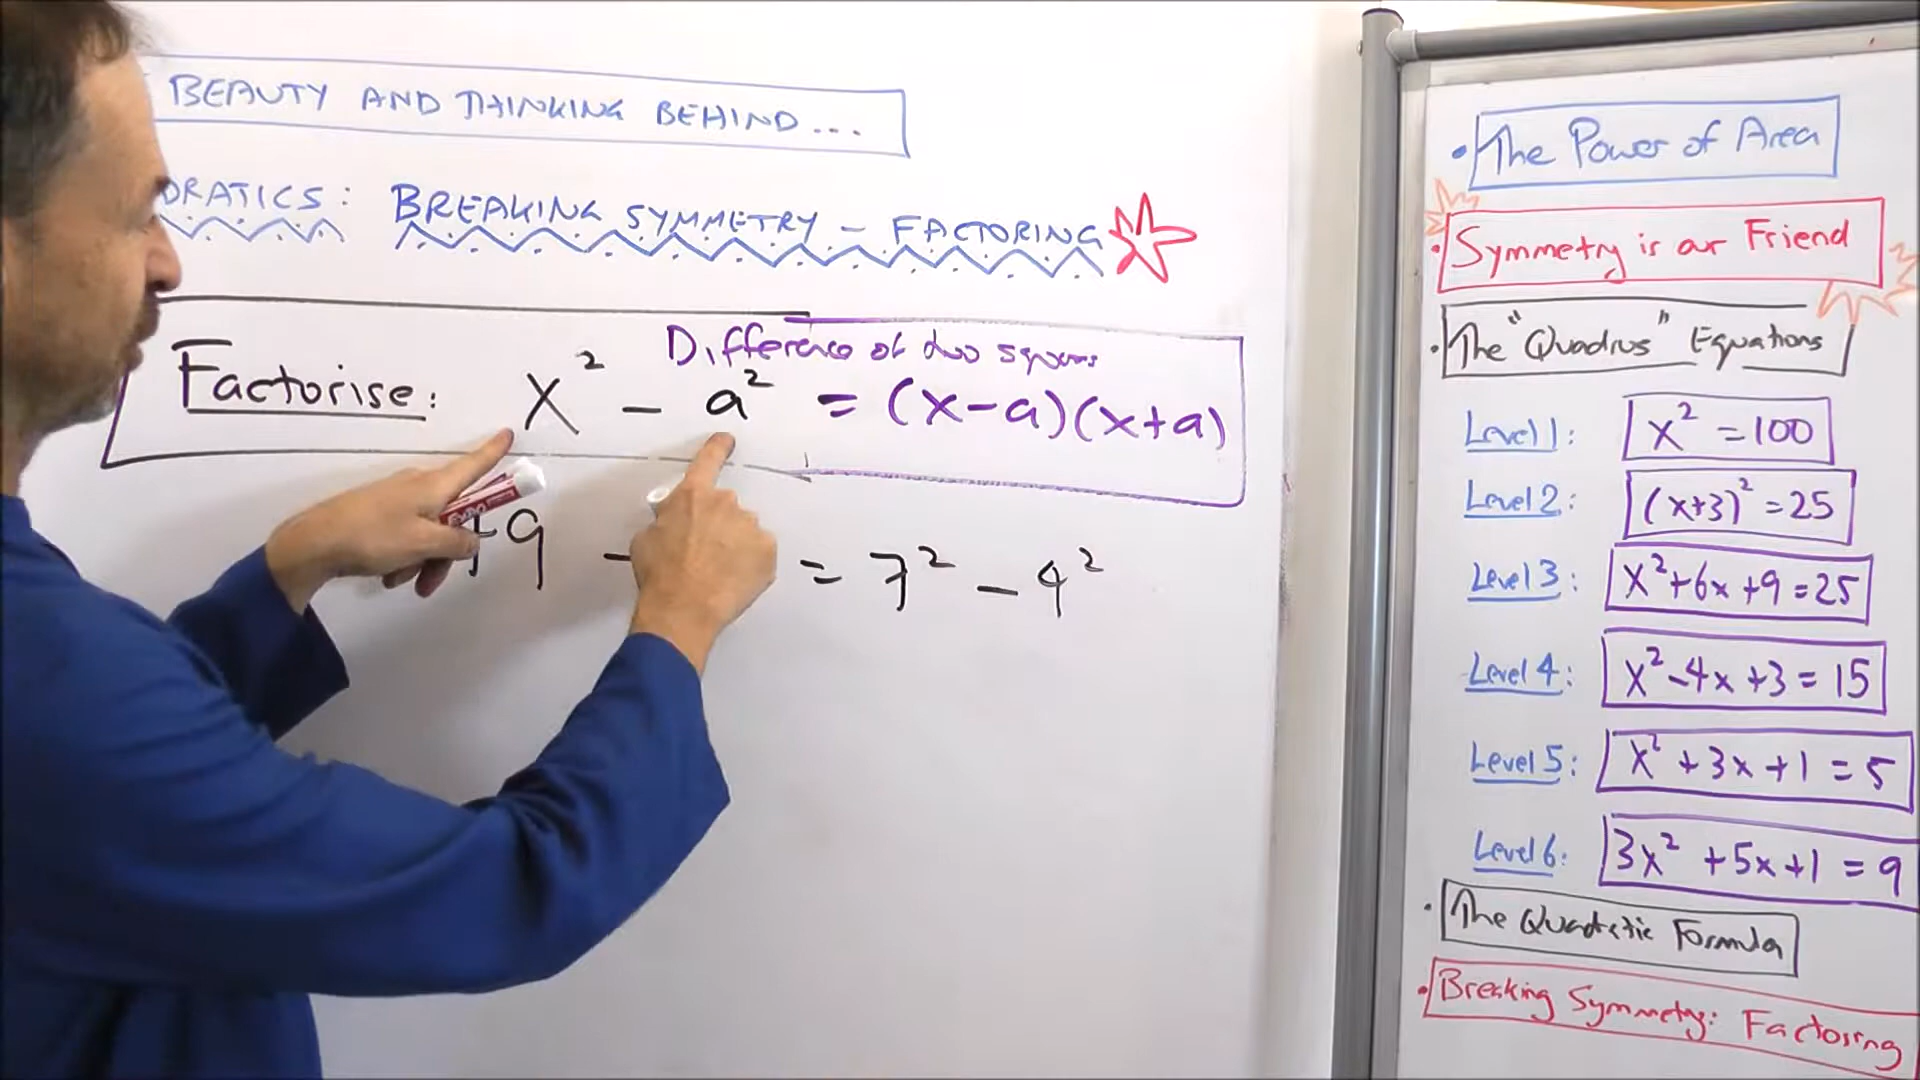 BEAUTY AND THINKING BEHIND...
DRATICS: BREAKING SYMMETRY - FACTORING
Difference of two squares
Factorise: x² - a² = (x-a)(x+a)
49 - = 7² - 4²
• The Power of Area
• Symmetry is our Friend
• The "Quadrus" Equations
Level 1: x² = 100
Level 2: (x+3)² = 25
Level 3: x²+6x+9 = 25
Level 4: x²-4x+3 = 15
Level 5: x²+3x+1 = 5
Level 6: 3x²+5x+1 = 9
• The Quadratic Formula
• Breaking Symmetry: Factoring